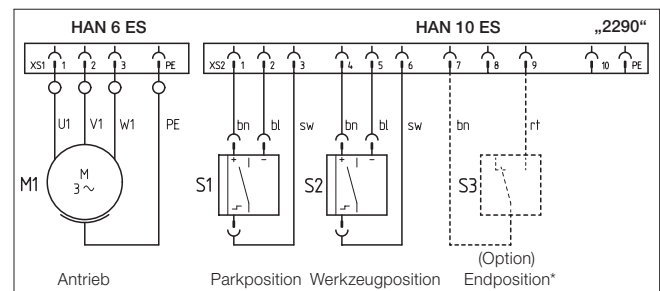 HAN 6 ES HAN 10 ES „2290“
XS1 1 2 3 PE XS2 1 2 3 4 5 6 7 8 9 10 PE
U1 V1 W1 PE bn bl sw bn bl sw bn rt
M1 M 3 ~ S1 + − S2 + − S3
(Option)
Antrieb Parkposition Werkzeugposition Endposition*